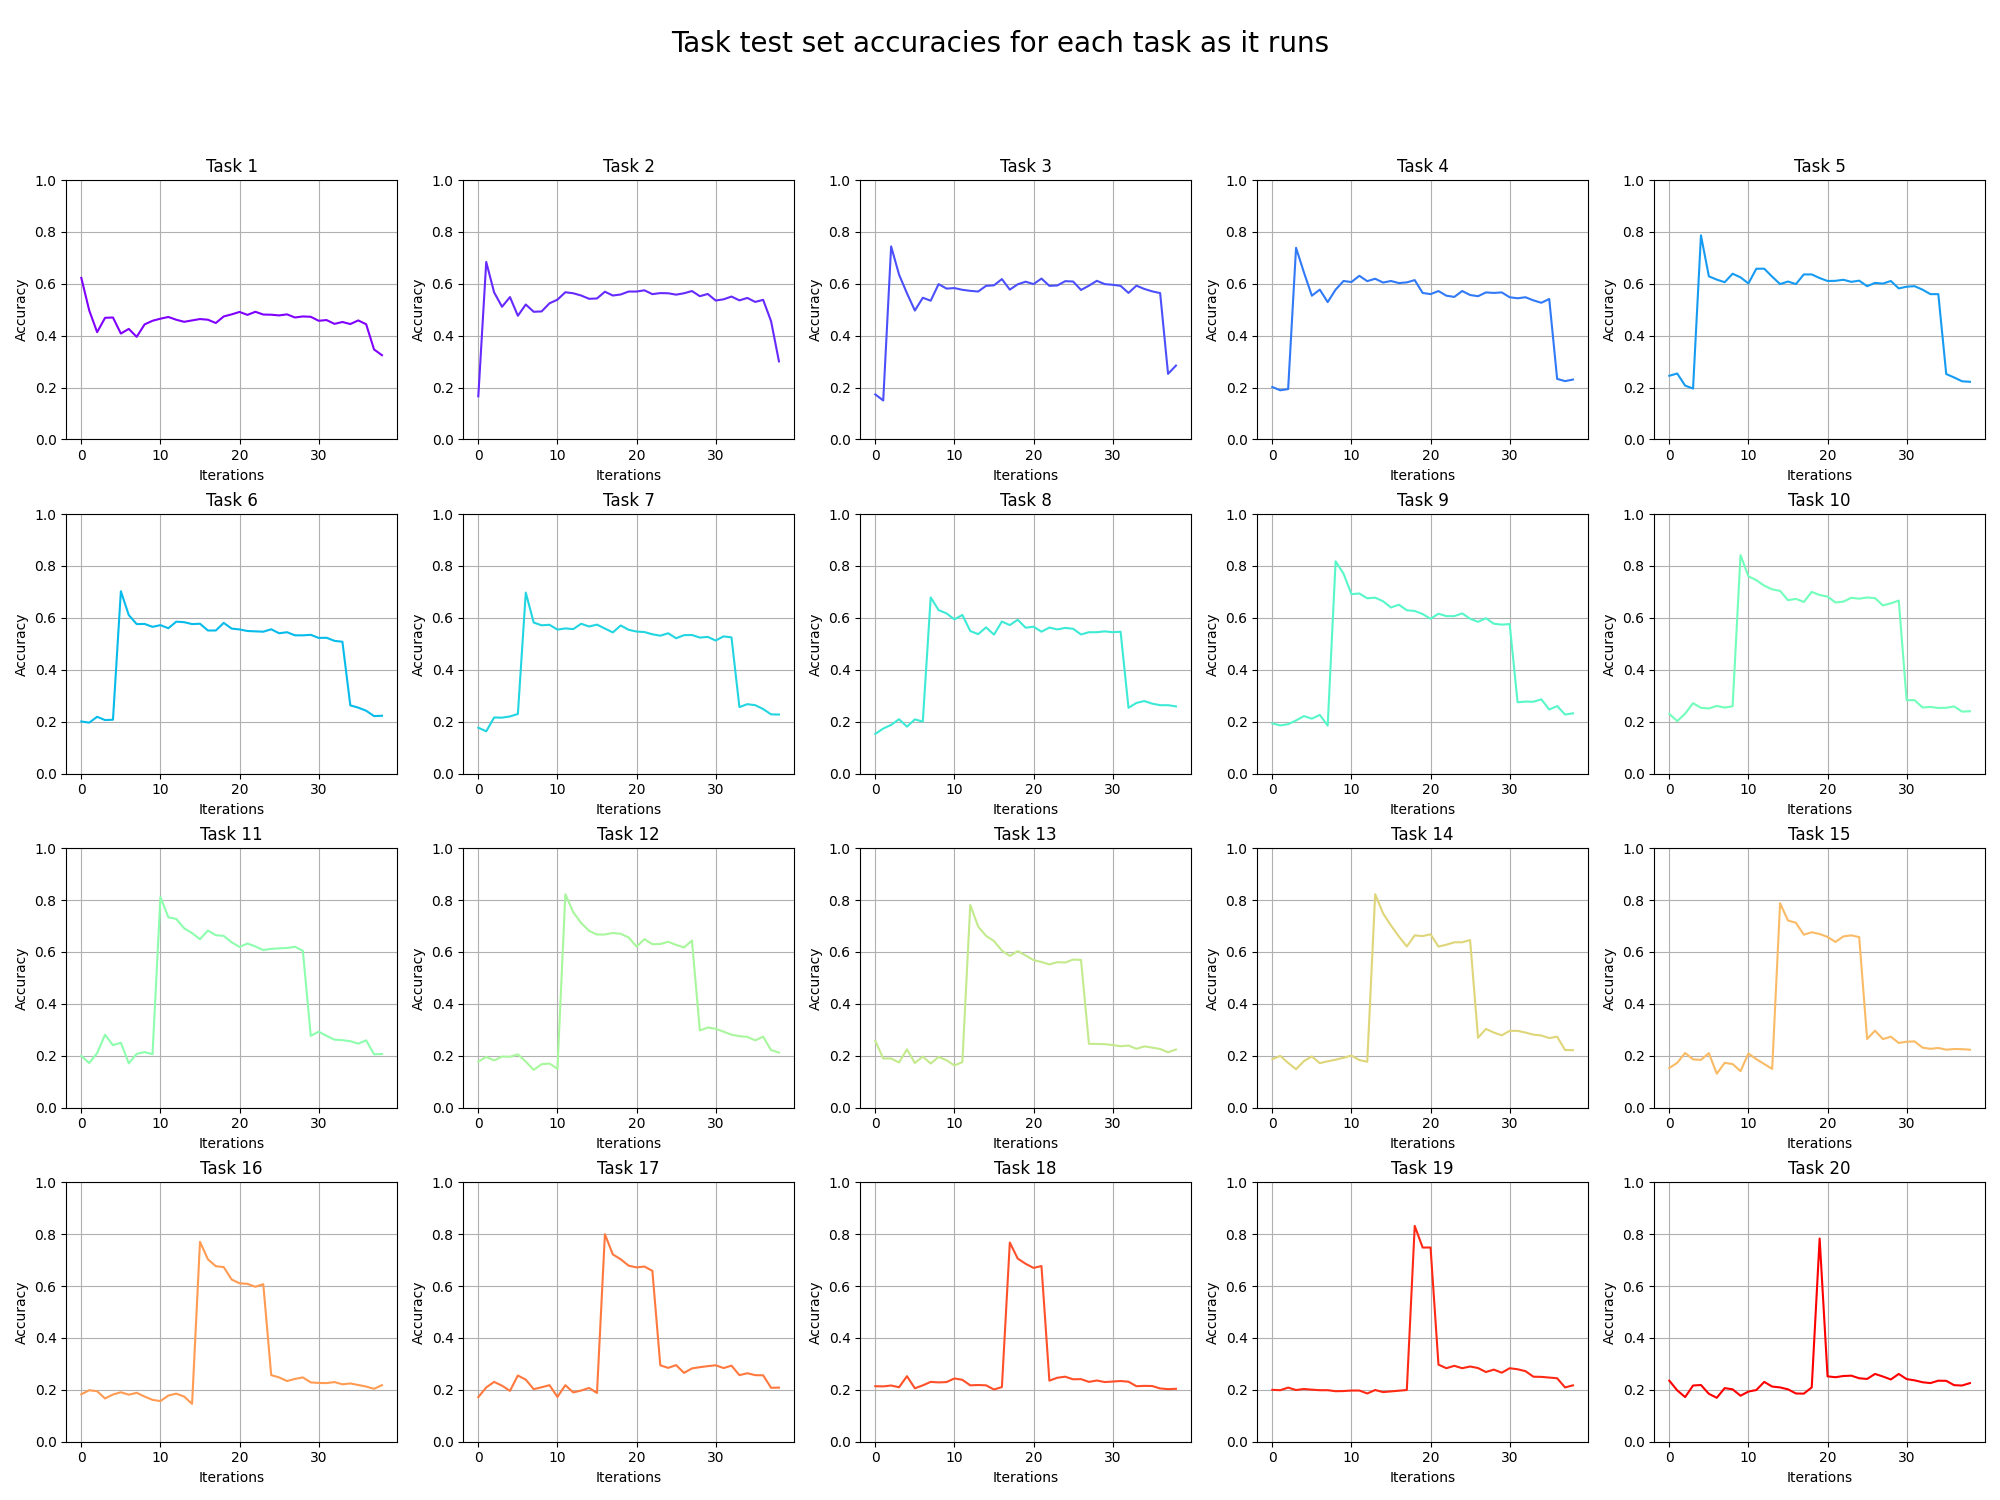 Task test set accuracies for each task as it runs
Task 1 Task 2 Task 3 Task 4 Task 5
1.0 1.0 1.0 1.0 1.0
0.8 0.8 0.8 0.8 0.8
0.6 0.6 0.6 0.6 0.6
Accuracy Accuracy Accuracy Accuracy Accuracy
0.4 0.4 0.4 0.4 0.4
0.2 0.2 0.2 0.2 0.2
0.0 0.0 0.0 0.0 0.0
0 10 20 30 0 10 20 30 0 10 20 30 0 10 20 30 0 10 20 30
Iterations Iterations Iterations Iterations Iterations
Task 6 Task 7 Task 8 Task 9 Task 10
1.0 1.0 1.0 1.0 1.0
0.8 0.8 0.8 0.8 0.8
0.6 0.6 0.6 0.6 0.6
Accuracy Accuracy Accuracy Accuracy Accuracy
0.4 0.4 0.4 0.4 0.4
0.2 0.2 0.2 0.2 0.2
0.0 0.0 0.0 0.0 0.0
0 10 20 30 0 10 20 30 0 10 20 30 0 10 20 30 0 10 20 30
Iterations Iterations Iterations Iterations Iterations
Task 11 Task 12 Task 13 Task 14 Task 15
1.0 1.0 1.0 1.0 1.0
0.8 0.8 0.8 0.8 0.8
0.6 0.6 0.6 0.6 0.6
Accuracy Accuracy Accuracy Accuracy Accuracy
0.4 0.4 0.4 0.4 0.4
0.2 0.2 0.2 0.2 0.2
0.0 0.0 0.0 0.0 0.0
0 10 20 30 0 10 20 30 0 10 20 30 0 10 20 30 0 10 20 30
Iterations Iterations Iterations Iterations Iterations
Task 16 Task 17 Task 18 Task 19 Task 20
1.0 1.0 1.0 1.0 1.0
0.8 0.8 0.8 0.8 0.8
0.6 0.6 0.6 0.6 0.6
Accuracy Accuracy Accuracy Accuracy Accuracy
0.4 0.4 0.4 0.4 0.4
0.2 0.2 0.2 0.2 0.2
0.0 0.0 0.0 0.0 0.0
0 10 20 30 0 10 20 30 0 10 20 30 0 10 20 30 0 10 20 30
Iterations Iterations Iterations Iterations Iterations